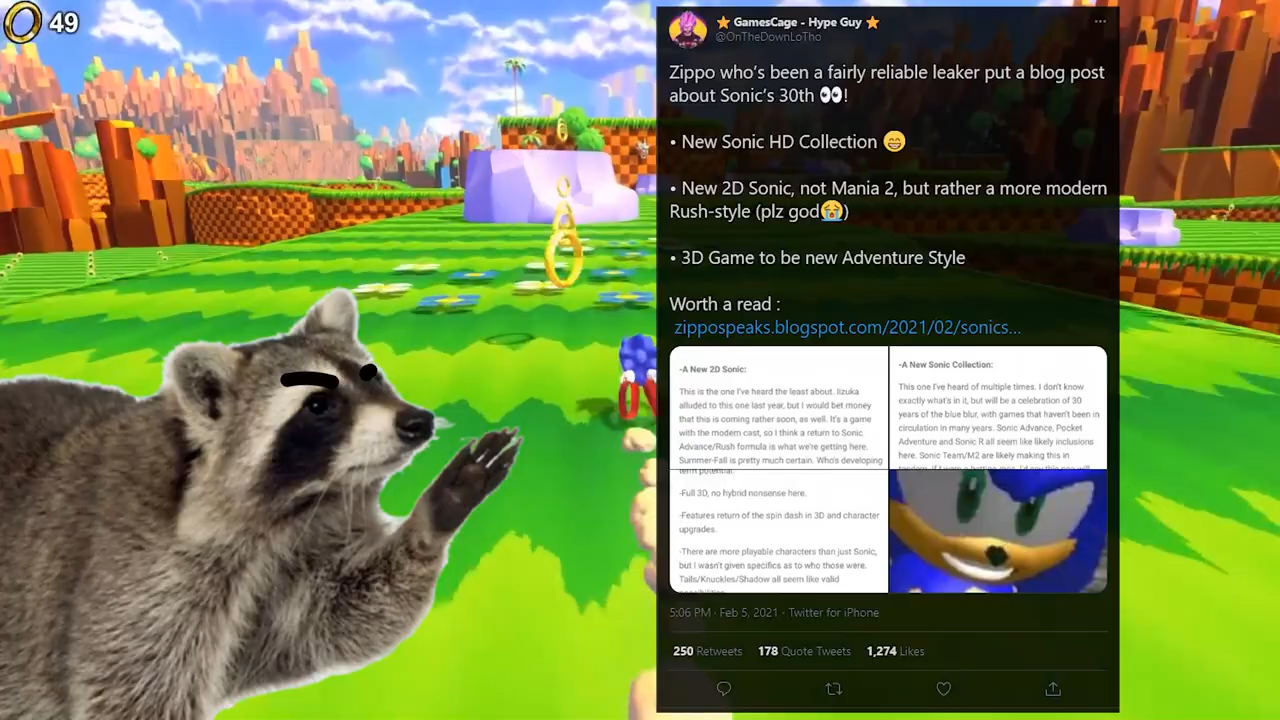 49
⭐ GamesCage - Hype Guy ⭐
@OnTheDownLoTho
Zippo who's been a fairly reliable leaker put a blog post
about Sonic's 30th 👀!
• New Sonic HD Collection 😁
• New 2D Sonic, not Mania 2, but rather a more modern
Rush-style (plz god😭)
• 3D Game to be new Adventure Style
Worth a read :
zippospeaks.blogspot.com/2021/02/sonics...
-A New 2D Sonic:
This is the one I've heard the least about. Iizuka
alluded to this one last year, but I would bet money
that this is coming rather soon, as well. It's a game
with the modern cast, so I think a return to Sonic
Advance/Rush formula is what we're getting here.
Summer-Fall is pretty much certain. Who's developing
-A New Sonic Collection:
This one I've heard of multiple times. I don't know
exactly what's in it, but will be a celebration of 30
years of the blue blur, with games that haven't been in
circulation in many years. Sonic Advance, Pocket
Adventure and Sonic R all seem like likely inclusions
here. Sonic Team/M2 are likely making this in
term potential.
-Full 3D, no hybrid nonsense here.
-Features return of the spin dash in 3D and character
upgrades.
-There are more playable characters than just Sonic,
but I wasn't given specifics as to who those were.
Tails/Knuckles/Shadow all seem like valid
5:06 PM · Feb 5, 2021 · Twitter for iPhone
250 Retweets 178 Quote Tweets 1,274 Likes